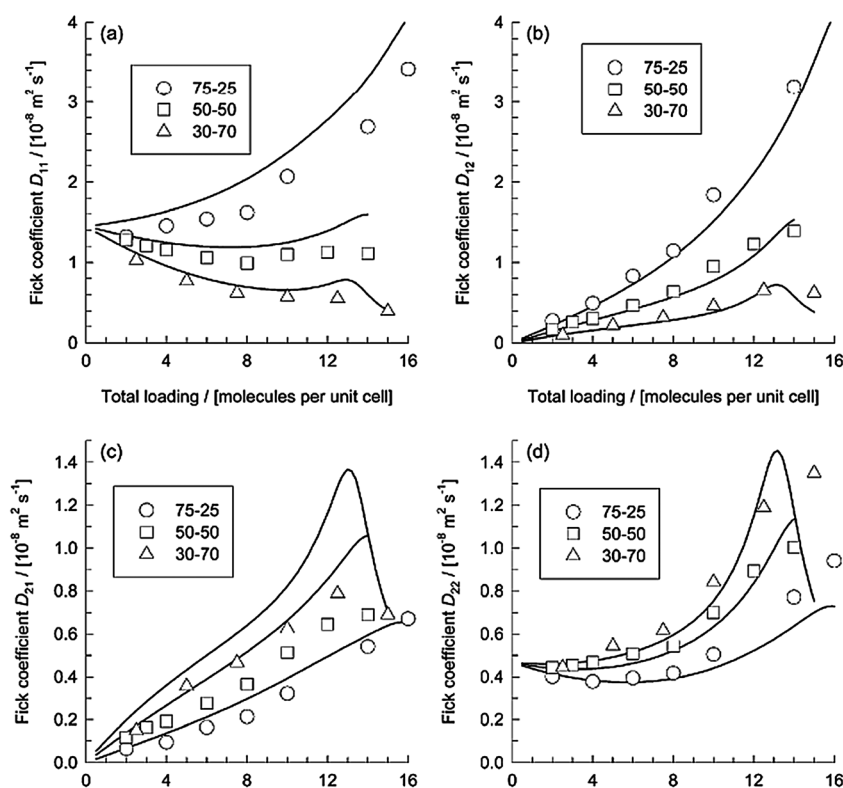 (a)
75-25
50-50
30-70
Fick coefficient D11 / [10-8 m2 s-1]
4
3
2
1
0
0 4 8 12 16
Total loading / [molecules per unit cell]
(b)
75-25
50-50
30-70
Fick coefficient D12 / [10-8 m2 s-1]
4
3
2
1
0
0 4 8 12 16
Total loading / [molecules per unit cell]
(c)
75-25
50-50
30-70
Fick coefficient D21 / [10-8 m2 s-1]
1.4
1.2
1.0
0.8
0.6
0.4
0.2
0.0
0 4 8 12 16
(d)
75-25
50-50
30-70
Fick coefficient D22 / [10-8 m2 s-1]
1.4
1.2
1.0
0.8
0.6
0.4
0.2
0.0
0 4 8 12 16